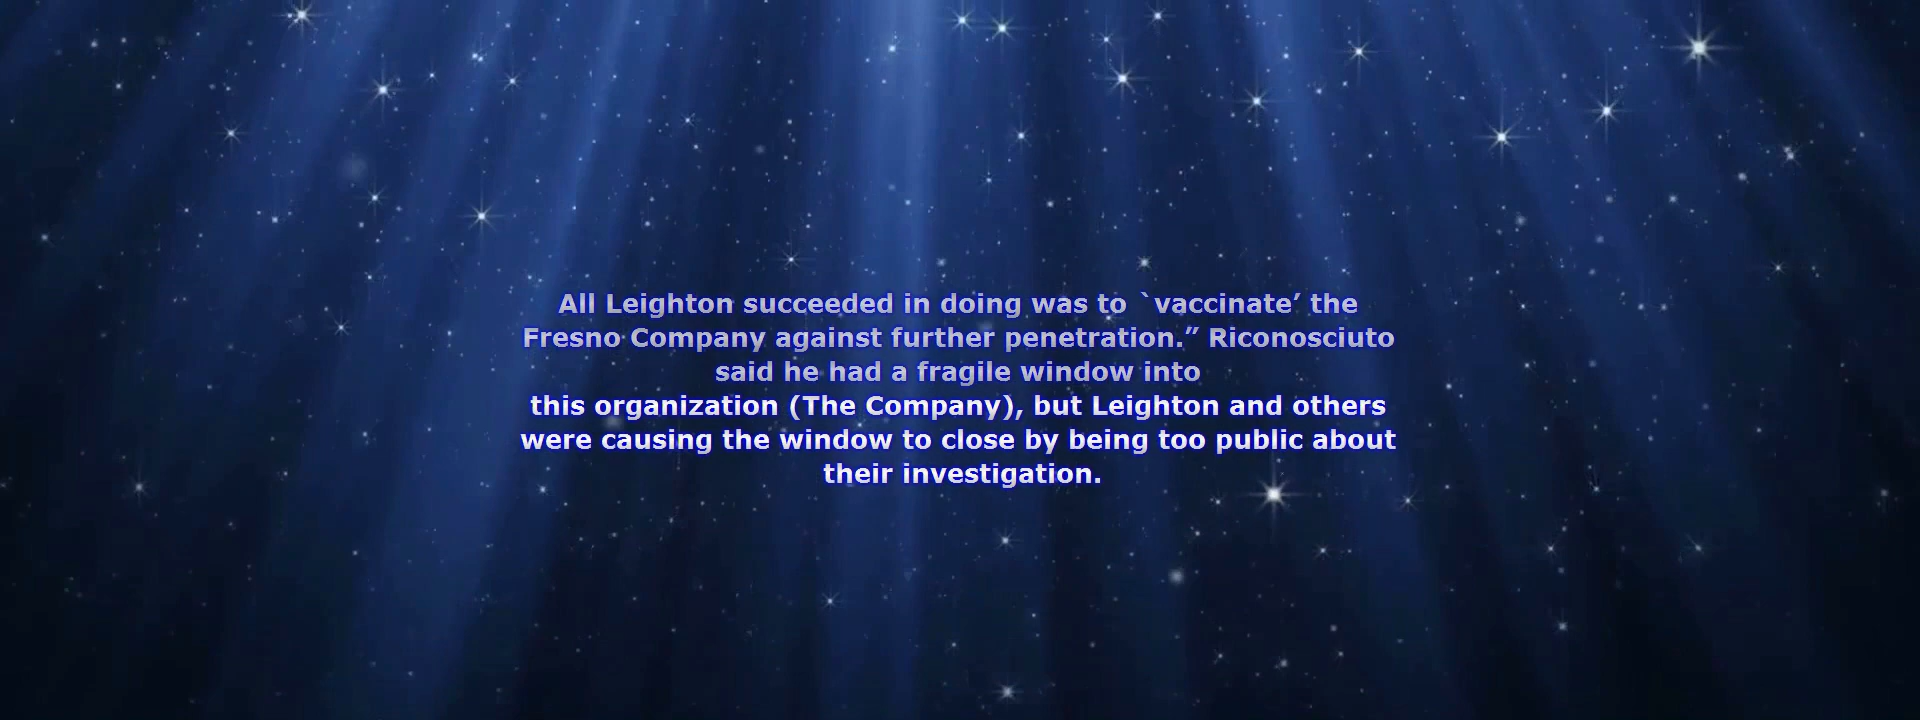 All Leighton succeeded in doing was to `vaccinate’ the
Fresno Company against further penetration.” Riconosciuto
said he had a fragile window into
this organization (The Company), but Leighton and others
were causing the window to close by being too public about
their investigation.